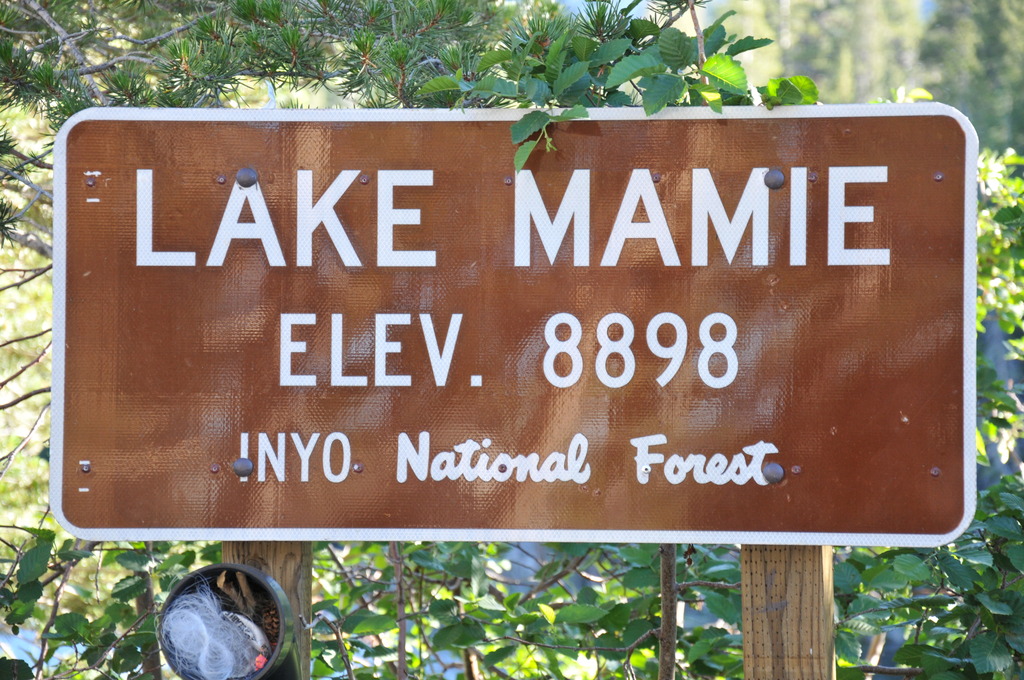 LAKE MAMIE
ELEV. 8898
INYO National Forest